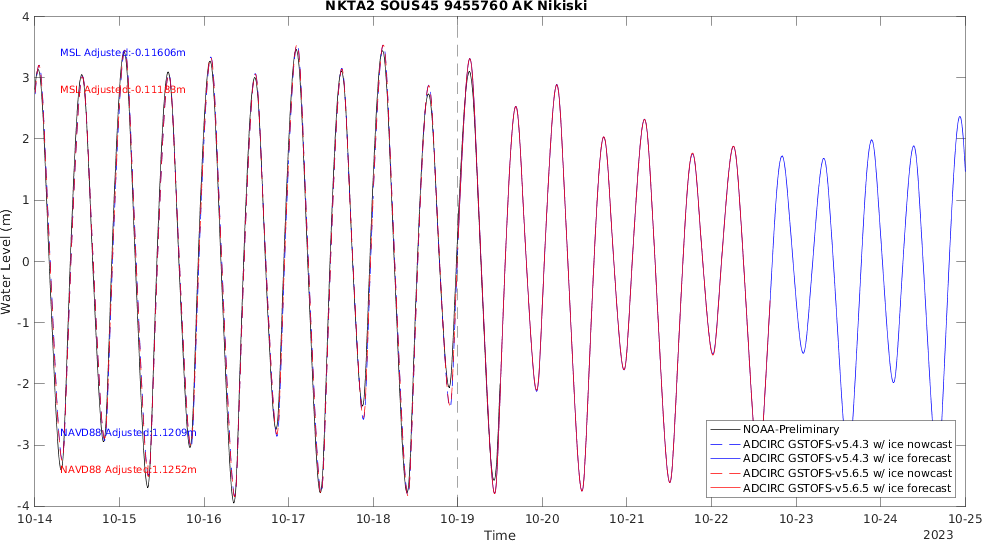 NKTA2 SOUS45 9455760 AK Nikiski
4
3
2
1
0
-1
-2
-3
-4
Water Level (m)
MSL Adjusted:-0.11606m
NAVD88 Adjusted:1.1209m
NAVD88 Adjusted:1.1252m
NOAA-Preliminary
ADCIRC GSTOFS-v5.4.3 w/ ice nowcast
ADCIRC GSTOFS-v5.4.3 w/ ice forecast
ADCIRC GSTOFS-v5.6.5 w/ ice nowcast
ADCIRC GSTOFS-v5.6.5 w/ ice forecast
10-14 10-15 10-16 10-17 10-18 10-19 10-20 10-21 10-22 10-23 10-24 10-25
Time
2023